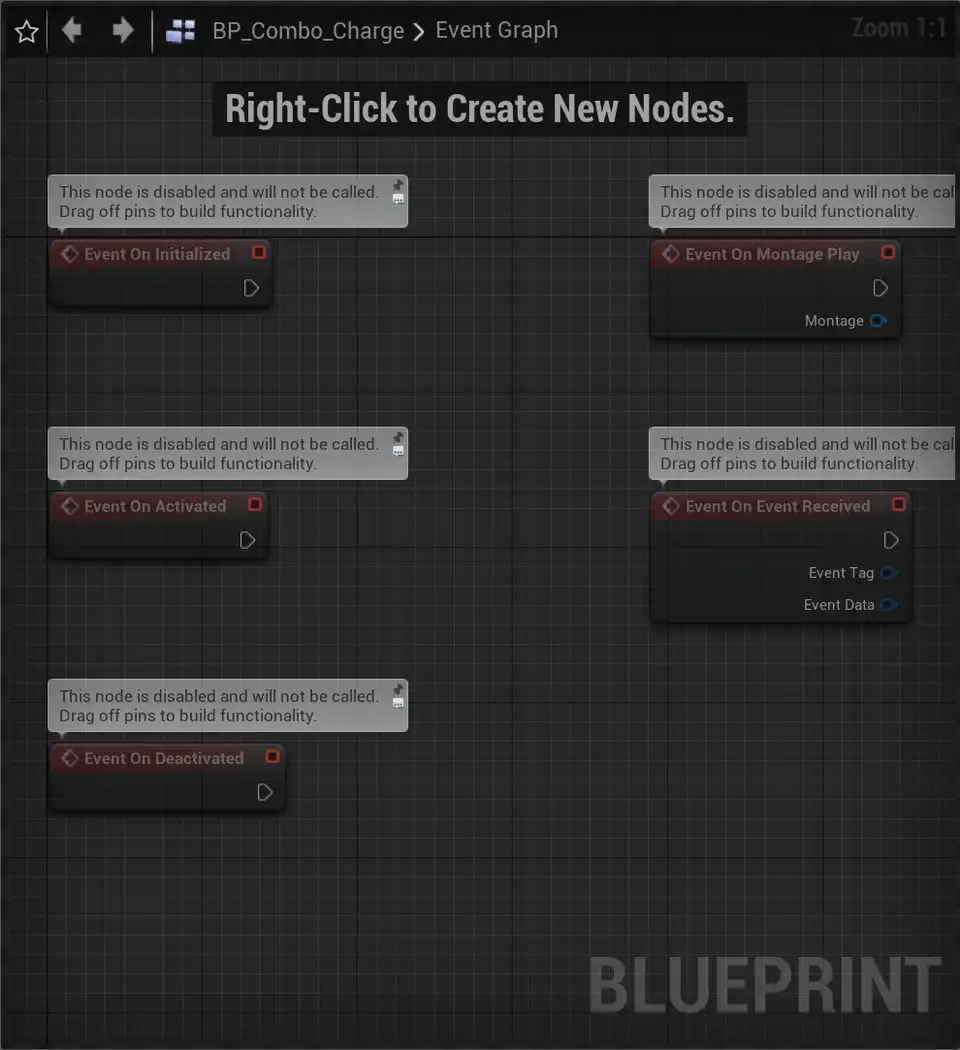 BP_Combo_Charge > Event Graph
Zoom 1:1
Right-Click to Create New Nodes.
This node is disabled and will not be called.
Drag off pins to build functionality.
Event On Initialized
This node is disabled and will not be cal
Drag off pins to build functionality.
Event On Montage Play
Montage
This node is disabled and will not be called.
Drag off pins to build functionality.
Event On Activated
This node is disabled and will not be cal
Drag off pins to build functionality.
Event On Event Received
Event Tag
Event Data
This node is disabled and will not be called.
Drag off pins to build functionality.
Event On Deactivated
BLUEPRINT